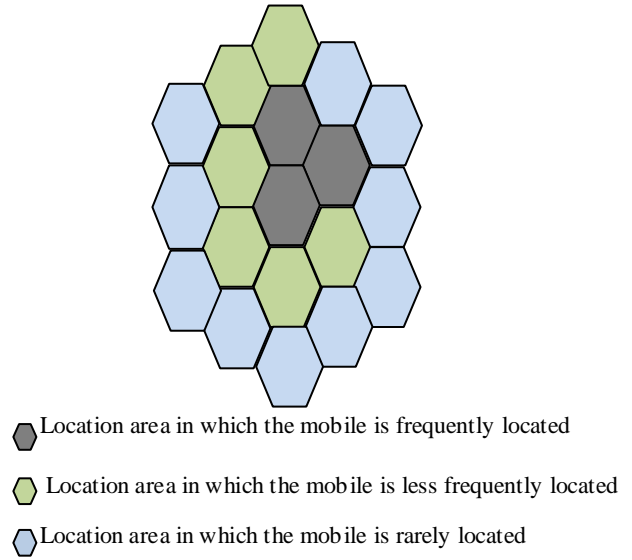 Location area in which the mobile is frequently located
Location area in which the mobile is less frequently located
Location area in which the mobile is rarely located